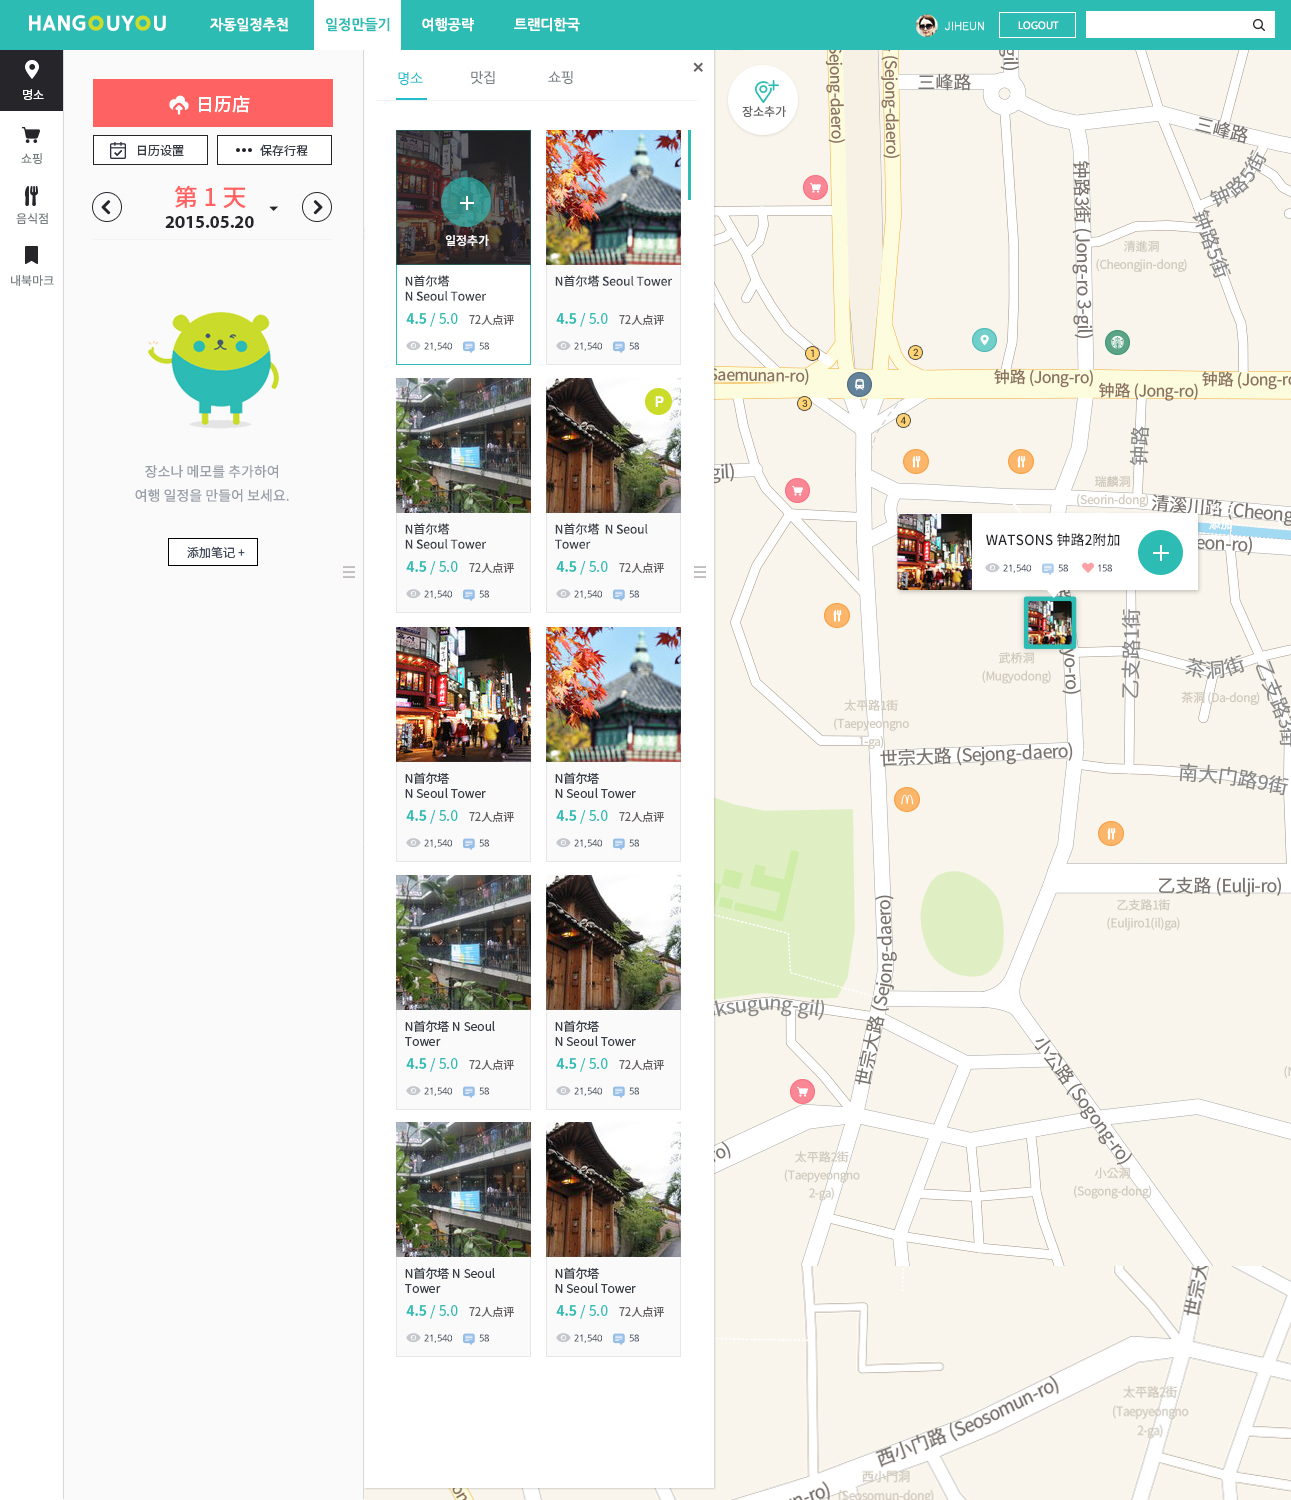 HANGOUYOU
자동일정추천
일정만들기
여행공략
트랜디한국
JIHEUN
LOGOUT
명소
쇼핑
음식점
내북마크
日历店
日历设置
保存行程
第 1 天
2015.05.20
장소나 메모를 추가하여
여행 일정을 만들어 보세요.
添加笔记 +
명소
맛집
쇼핑
일정추가
N首尔塔
N Seoul Tower
4.5 / 5.0 72人点评
21,540 58
N首尔塔 Seoul Tower
4.5 / 5.0 72人点评
21,540 58
N首尔塔
N Seoul Tower
4.5 / 5.0 72人点评
21,540 58
P
N首尔塔 N Seoul
Tower
4.5 / 5.0 72人点评
21,540 58
N首尔塔
N Seoul Tower
4.5 / 5.0 72人点评
21,540 58
N首尔塔
N Seoul Tower
4.5 / 5.0 72人点评
21,540 58
N首尔塔 N Seoul
Tower
4.5 / 5.0 72人点评
21,540 58
N首尔塔
N Seoul Tower
4.5 / 5.0 72人点评
21,540 58
N首尔塔 N Seoul
Tower
4.5 / 5.0 72人点评
21,540 58
N首尔塔
N Seoul Tower
4.5 / 5.0 72人点评
21,540 58
장소추가
Sejong-daero)
(Sejong-daero)
-gil)
三峰路
三峰路
钟路5街
钟路5街
钟路3街 (Jong-ro 3-gil)
清進洞
(Cheongjin-dong)
1
2
3
4
Saemunan-ro)
钟路 (Jong-ro)
钟路 (Jong-ro)
钟路 (Jong-ro
钟路
gil)
瑞麟洞
(Seorin-dong)
清溪川路 (Cheong
添加
eon-ro)
WATSONS 钟路2附加
21,540 58 158
yo-ro)
乙支路1街
武桥洞
(Mugyodong)
茶洞街
茶洞 (Da-dong)
乙支路3街
太平路1街
(Taepyeongno
1-ga)
世宗大路 (Sejong-daero)
南大门路9街
乙支路 (Eulji-ro)
乙支路1街
(Euljiro1(il)ga)
ksugung-gil)
世宗大路 (Sejong-daero)
小公路 (Sogong-ro)
ro)
太平路2街
(Taepyeongno
2-ga)
小公洞
(Sogong-dong)
世宗大
太平路2街
(Taepyeongno
2-ga)
西小门路 (Seosomun-ro)
西小門洞
(Seosomun-dong)
n-ro)
on)